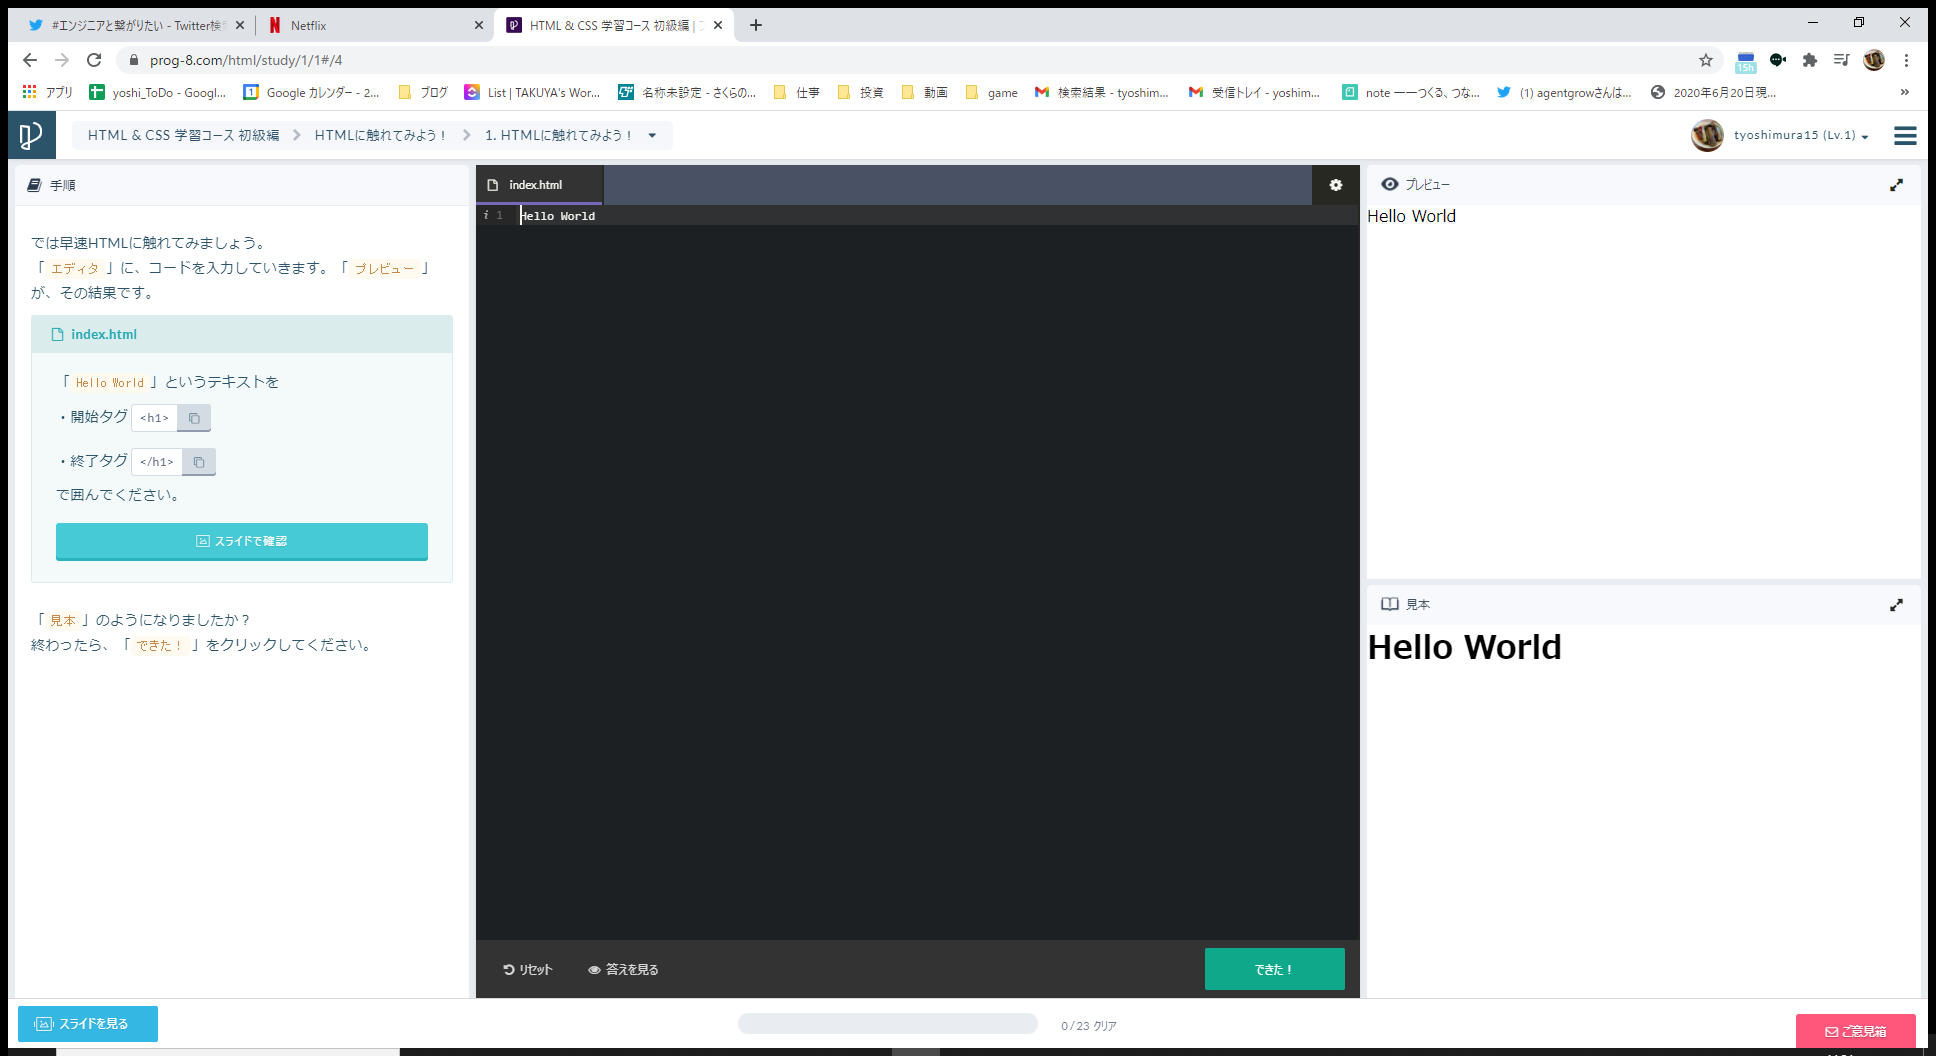 #エンジニアと繋がりたい - Twitter検
Netflix
HTML & CSS 学習コース 初級編 |
prog-8.com/html/study/1/1#/4
15h
アプリ
yoshi_ToDo - Googl...
Google カレンダー - 2...
ブログ
List | TAKUYA's Wor...
名称未設定 - さくらの...
仕事
投資
動画
game
検索結果 - tyoshim...
受信トレイ - yoshim...
note ――つくる、つな...
(1) agentgrowさんは...
2020年6月20日現...
»
HTML & CSS 学習コース 初級編
HTMLに触れてみよう！
1. HTMLに触れてみよう！
tyoshimura15 (Lv.1)
手順
では早速HTMLに触れてみましょう。
「エディタ」に、コードを入力していきます。「プレビュー」
が、その結果です。
index.html
「Hello World」というテキストを
・開始タグ <h1>
・終了タグ </h1>
で囲んでください。
スライドで確認
「見本」のようになりましたか？
終わったら、「できた！」をクリックしてください。
index.html
i 1 Hello World
リセット
答えを見る
できた！
プレビュー
Hello World
見本
Hello World
スライドを見る
0/23 クリア
ご意見箱